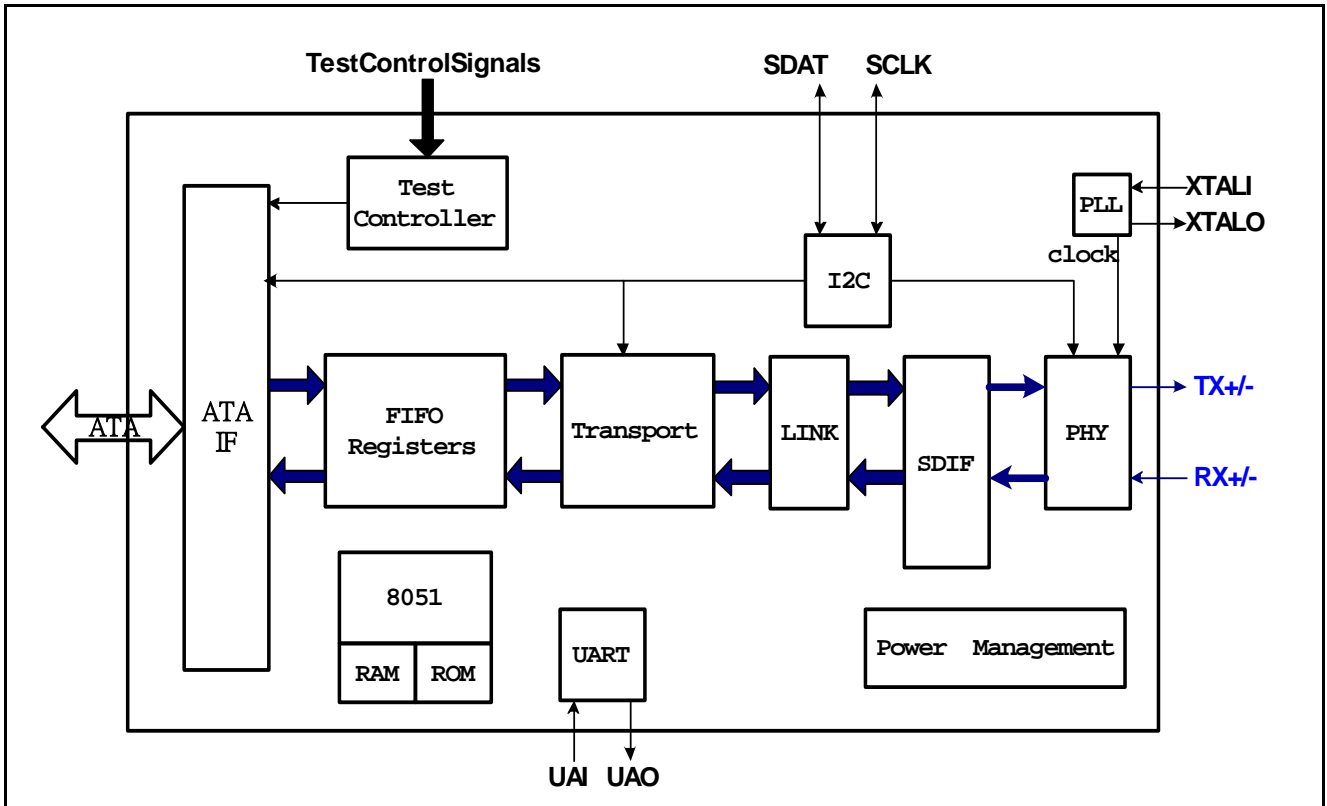 TestControlSignals
SDAT SCLK
Test
Controller
PLL
XTALI
XTALO
clock
I2C
ATA
ATA
IF
FIFO
Registers
Transport
LINK
SDIF
PHY
TX+/-
RX+/-
8051
RAM ROM
UART
Power Management
UAI UAO